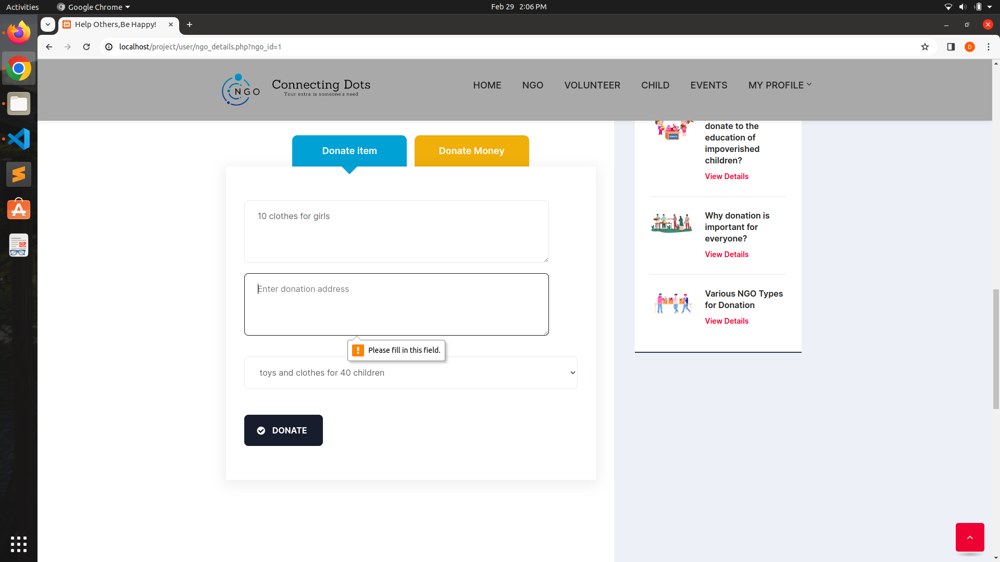 Activities
Google Chrome
Feb 29 2:06 PM
Help Others,Be Happy!
localhost/project/user/ngo_details.php?ngo_id=1
D
NGO
Connecting Dots
Your extra is someone's need
HOME
NGO
VOLUNTEER
CHILD
EVENTS
MY PROFILE
Donate item
Donate Money
10 clothes for girls
Enter donation address
Please fill in this field.
toys and clothes for 40 children
DONATE
donate to the
education of
impoverished
children?
View Details
Why donation is
important for
everyone?
View Details
Various NGO Types
for Donation
View Details